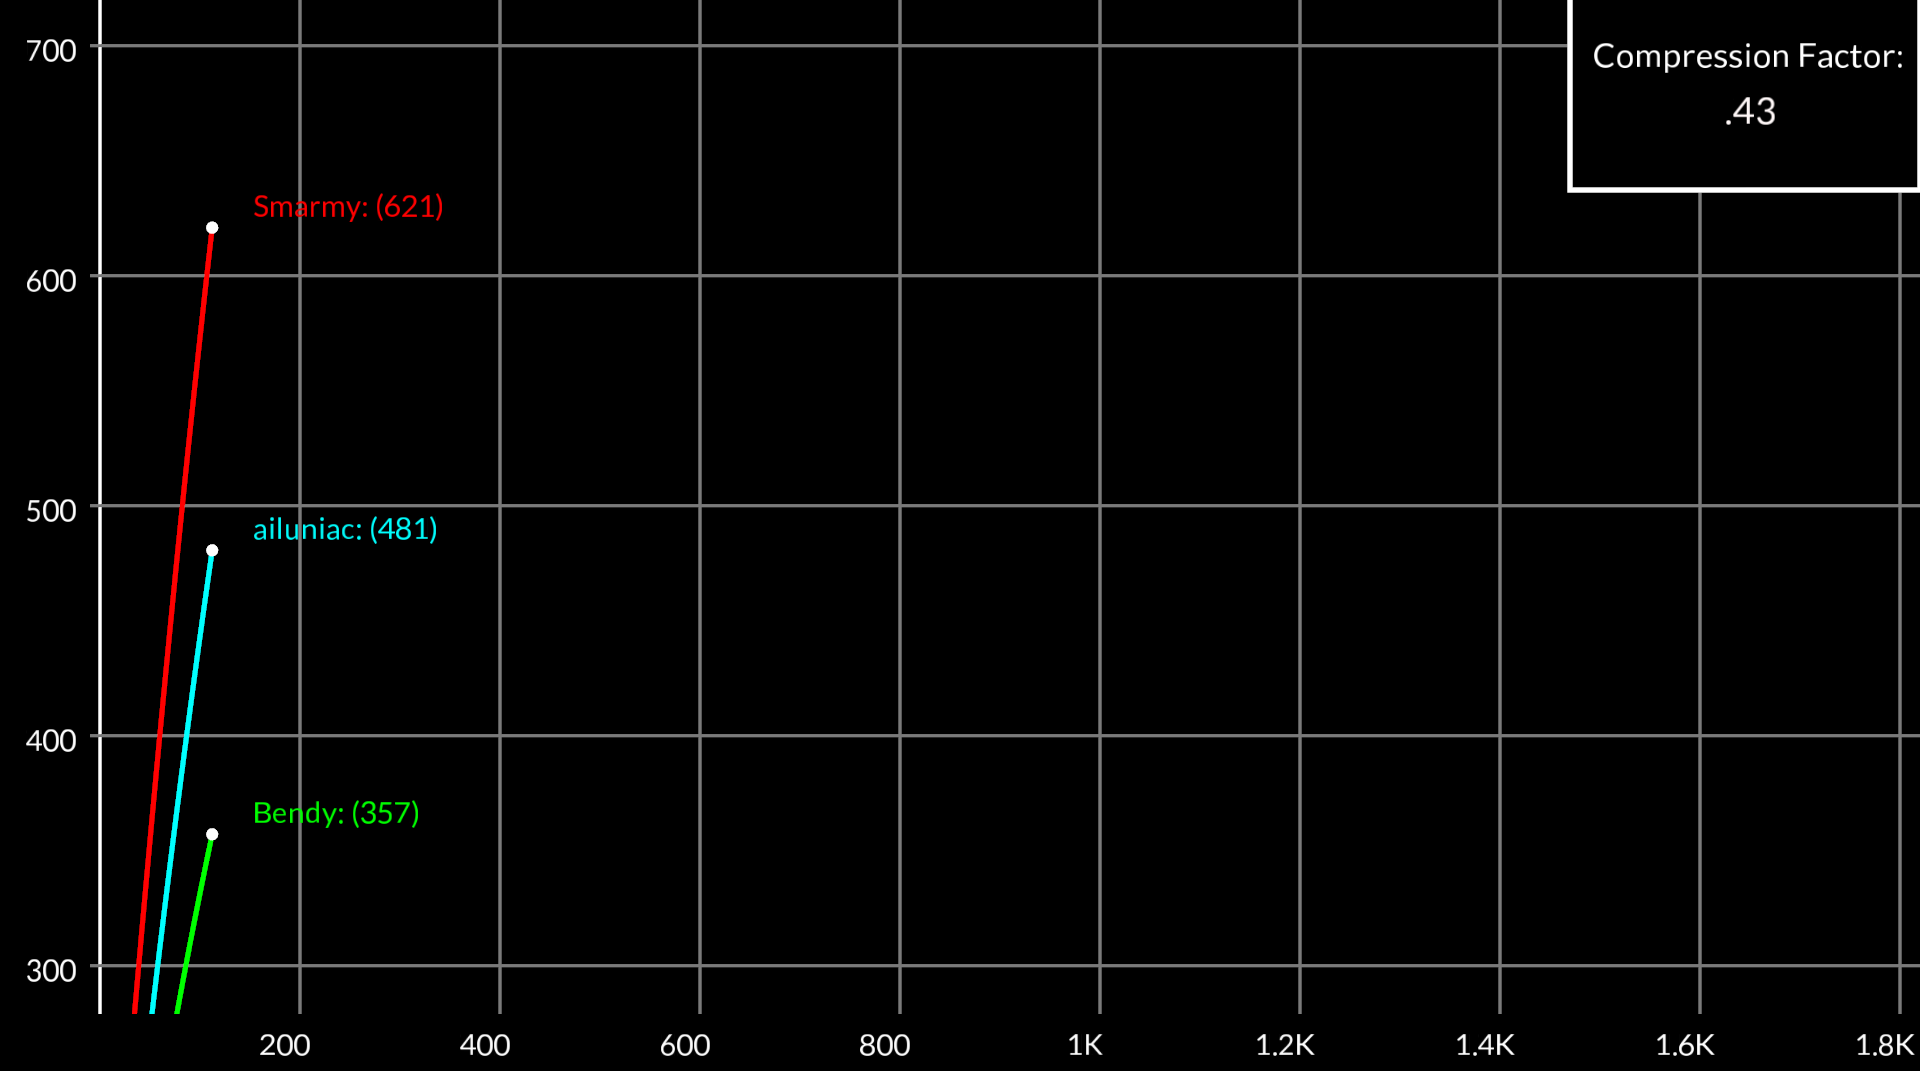 700
Compression Factor:
.43
Smarmy: (621)
600
500
ailuniac: (481)
400
Bendy: (357)
300
200 400 600 800 1K 1.2K 1.4K 1.6K 1.8K